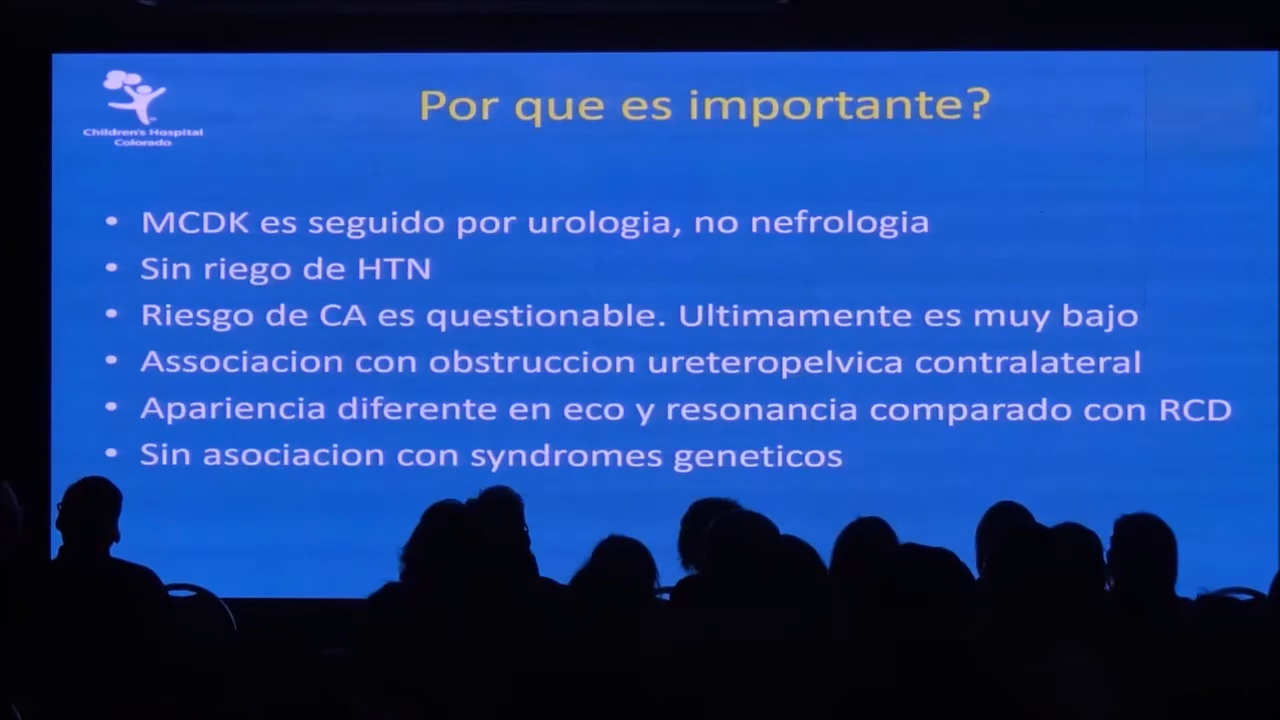 Children's Hospital
Colorado
Por que es importante?
• MCDK es seguido por urologia, no nefrologia
• Sin riego de HTN
• Riesgo de CA es questionable. Ultimamente es muy bajo
• Associacion con obstruccion ureteropelvica contralateral
• Apariencia diferente en eco y resonancia comparado con RCD
• Sin asociacion con syndromes geneticos